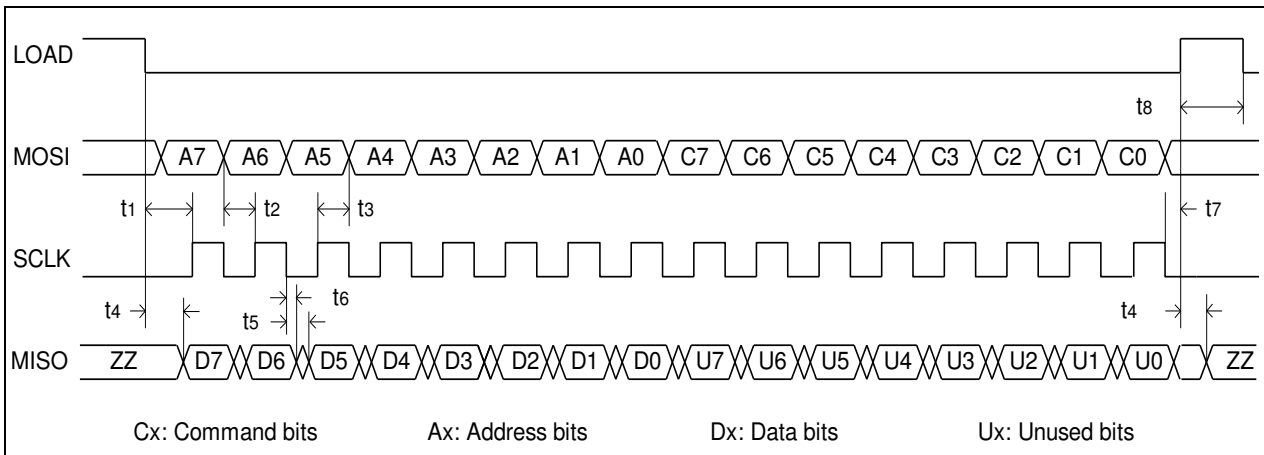 LOAD
t8
MOSI A7 A6 A5 A4 A3 A2 A1 A0 C7 C6 C5 C4 C3 C2 C1 C0
t1 t2 t3 t7
SCLK
t6
t4 t5 t4
MISO ZZ D7 D6 D5 D4 D3 D2 D1 D0 U7 U6 U5 U4 U3 U2 U1 U0 ZZ
Cx: Command bits Ax: Address bits Dx: Data bits Ux: Unused bits